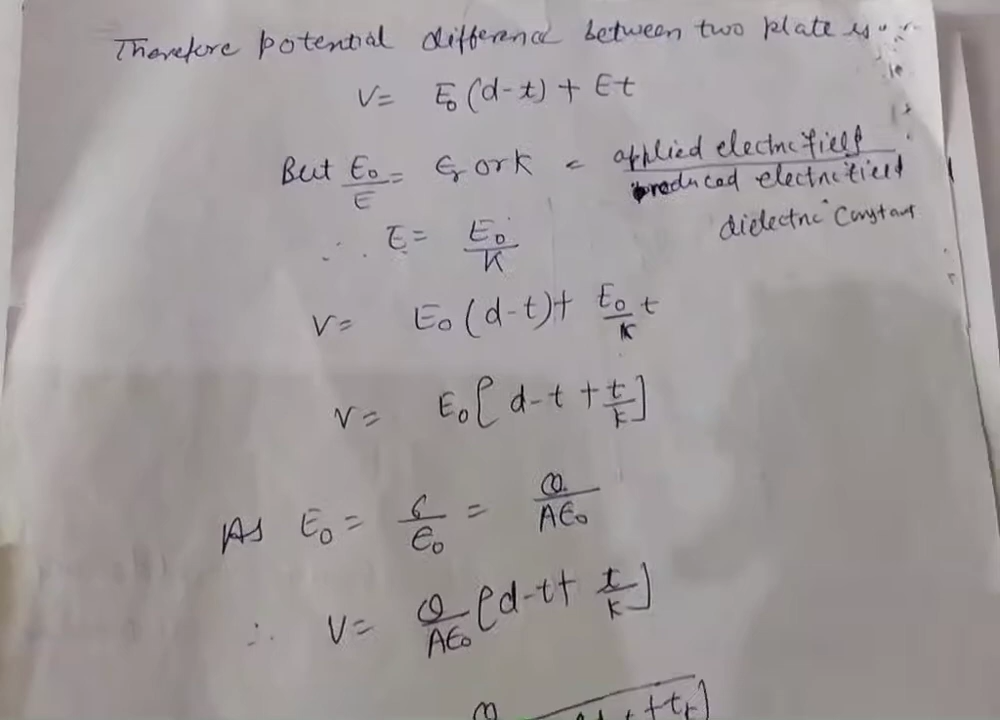 Therefore potential difference between two plate is
V = E₀(d-t) + Et
But E₀/E = εᵣ or K = applied electric field / reduced electric field
dielectric constant
∴ E = E₀/K
V = E₀(d-t) + E₀/K t
V = E₀[d-t + t/K]
As E₀ = σ/ε₀ = Q/Aε₀
∴ V = Q/Aε₀ [d-t + t/K]